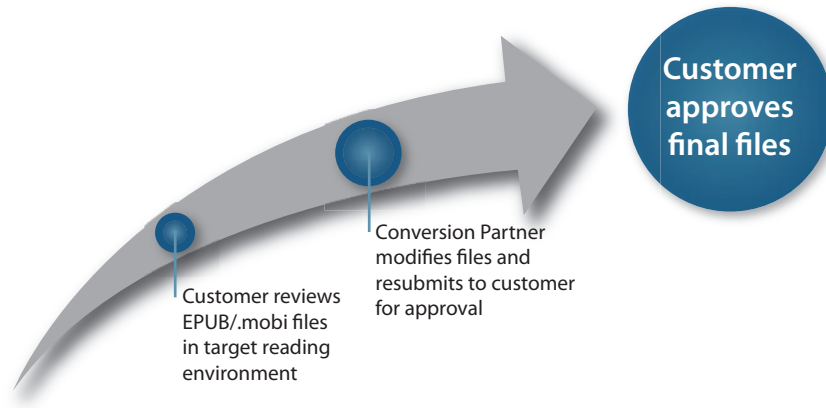 Customer
approves
final files
Conversion Partner
modifies files and
resubmits to customer
for approval
Customer reviews
EPUB/.mobi files
in target reading
environment